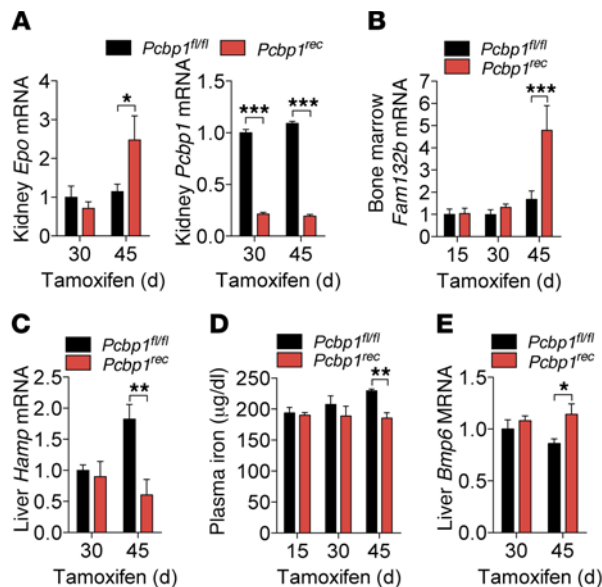 A
Pcbp1fl/fl
Pcbp1rec
Kidney Epo mRNA
4
3
2
1
0
*
30
45
Tamoxifen (d)
Kidney Pcbp1 mRNA
1.5
1.0
0.5
0.0
***
***
30
45
Tamoxifen (d)
B
Pcbp1fl/fl
Pcbp1rec
Bone marrow
Fam132b mRNA
8
7
6
5
4
3
2
1
0
***
15
30
45
Tamoxifen (d)
C
Pcbp1fl/fl
Pcbp1rec
Liver Hamp mRNA
2.5
2.0
1.5
1.0
0.5
0.0
**
30
45
Tamoxifen (d)
D
Pcbp1fl/fl
Pcbp1rec
Plasma iron (µg/dl)
300
250
200
150
100
50
0
**
15
30
45
Tamoxifen (d)
E
Pcbp1fl/fl
Pcbp1rec
Liver Bmp6 MRNA
1.5
1.0
0.5
0.0
*
30
45
Tamoxifen (d)